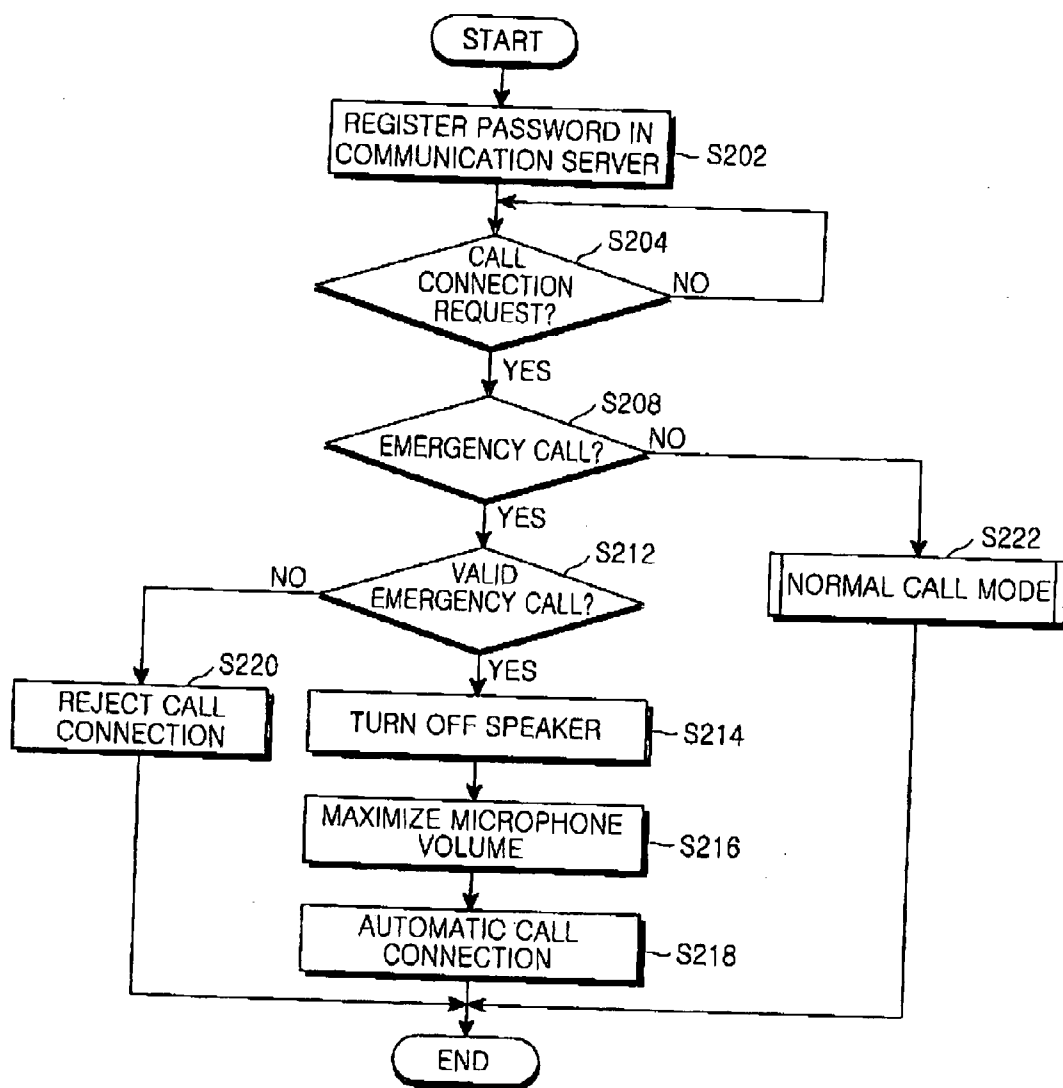 START
REGISTER PASSWORD IN
COMMUNICATION SERVER
S202
S204
CALL
CONNECTION
REQUEST?
NO
YES
S208
EMERGENCY CALL?
NO
YES
S212
VALID
EMERGENCY CALL?
NO
YES
S222
NORMAL CALL MODE
S220
REJECT CALL
CONNECTION
TURN OFF SPEAKER
S214
MAXIMIZE MICROPHONE
VOLUME
S216
AUTOMATIC CALL
CONNECTION
S218
END